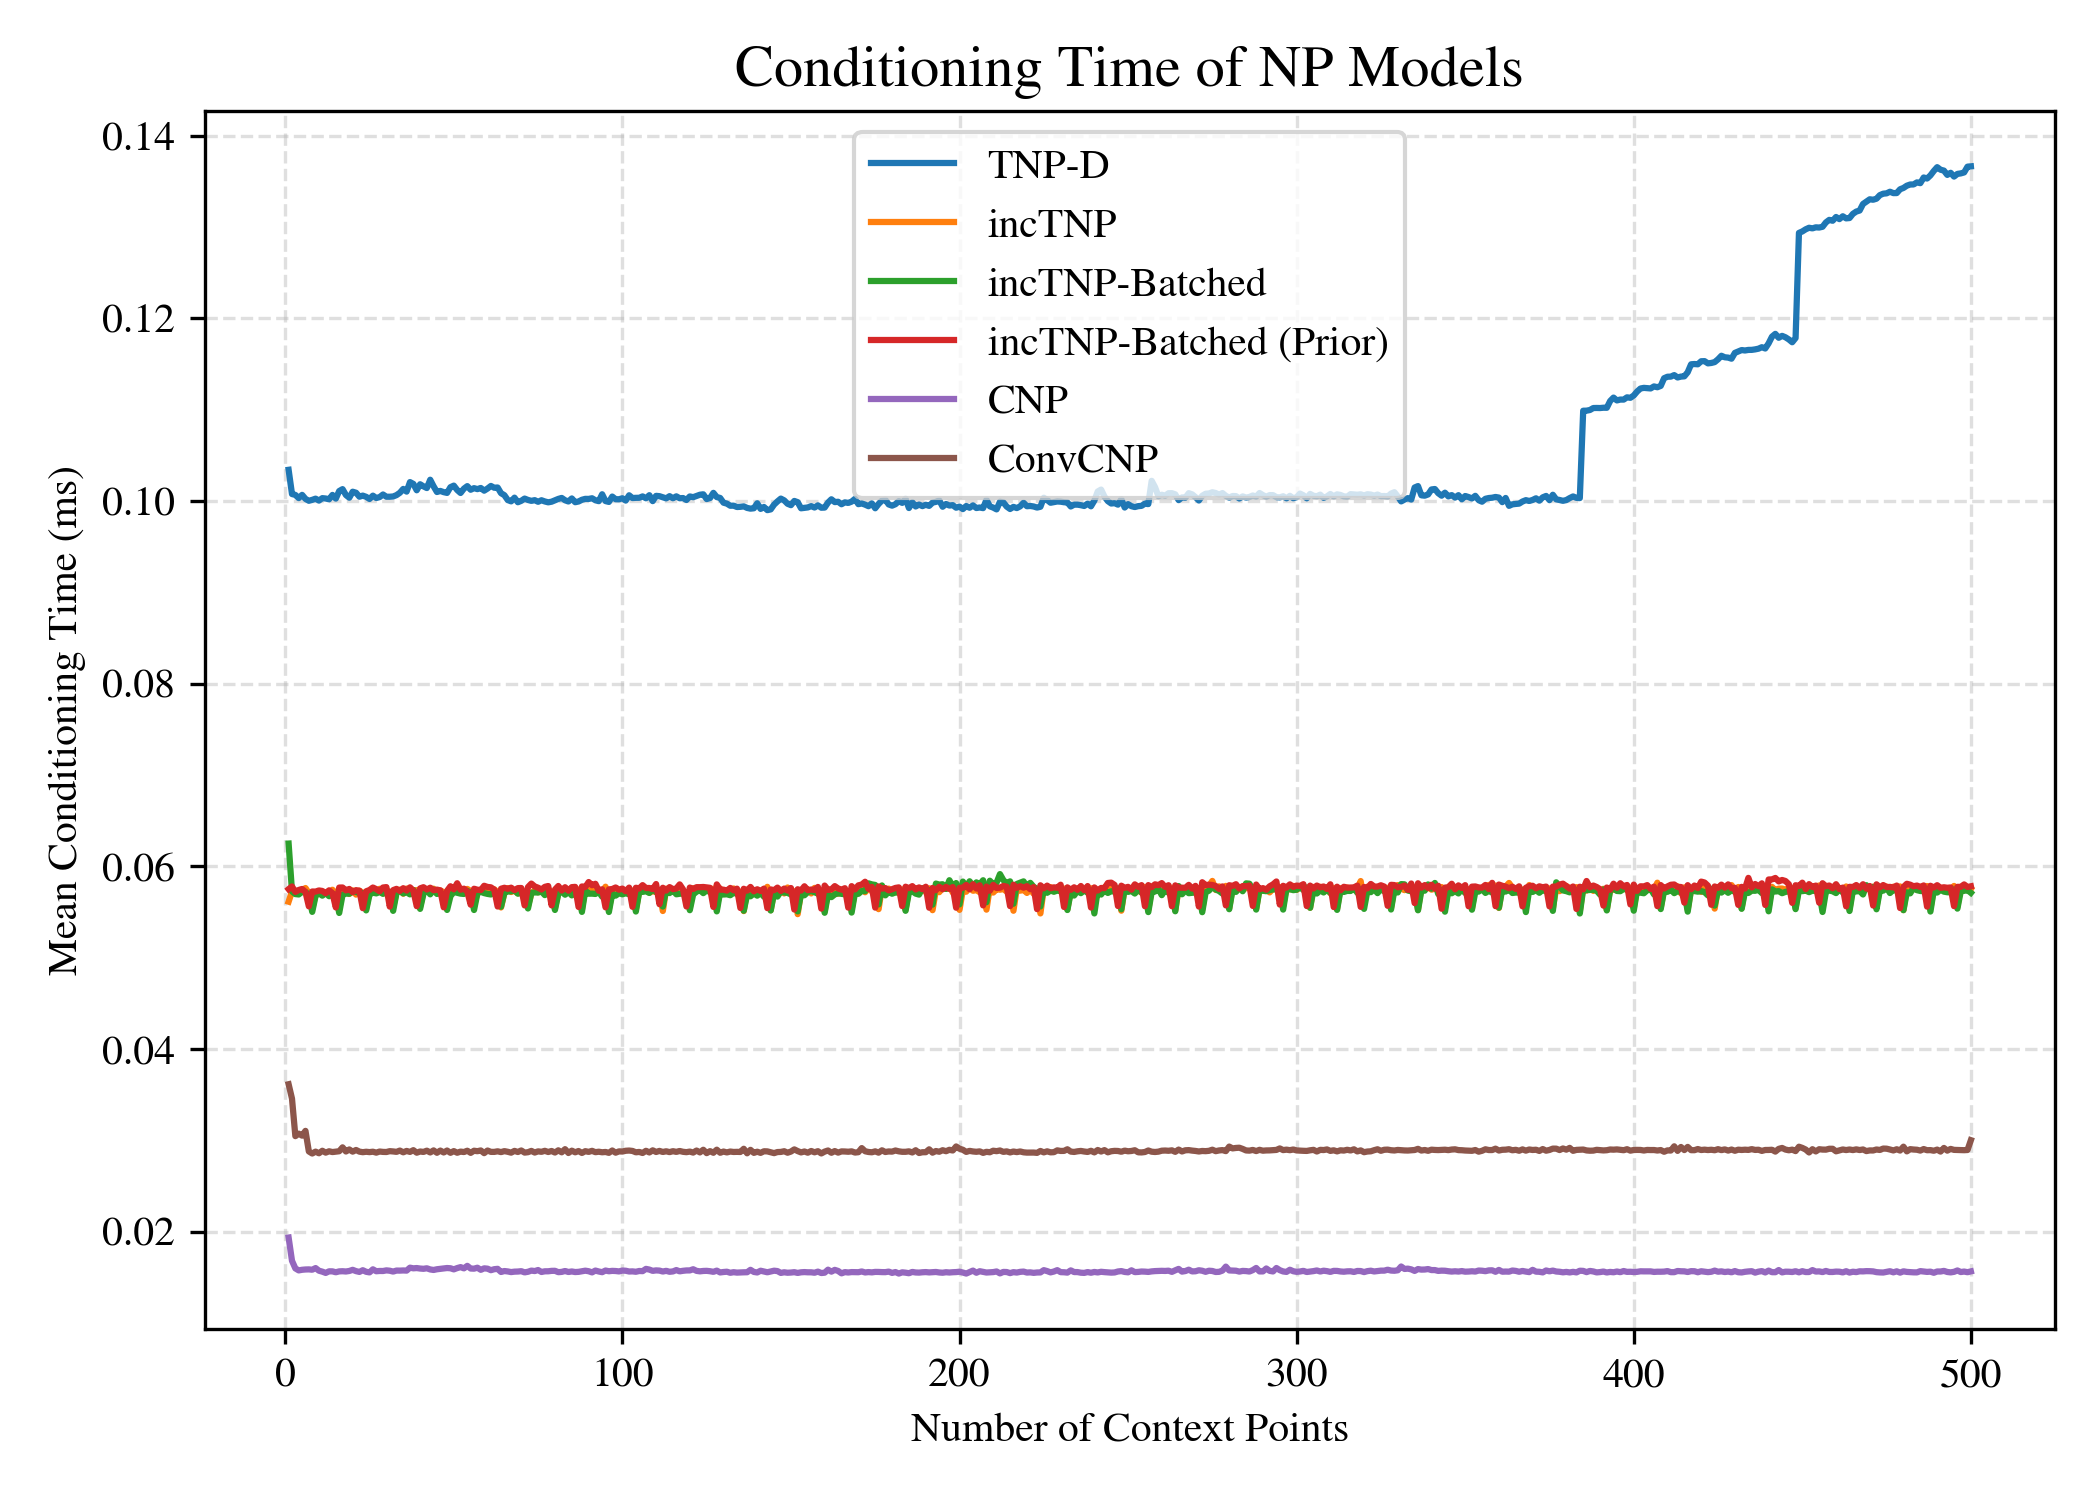 Conditioning Time of NP Models
Mean Conditioning Time (ms)
0.14
0.12
0.10
0.08
0.06
0.04
0.02
TNP-D
incTNP
incTNP-Batched
incTNP-Batched (Prior)
CNP
ConvCNP
0 100 200 300 400 500
Number of Context Points